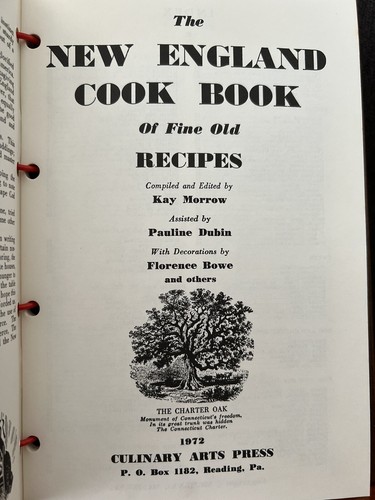 The
NEW ENGLAND
COOK BOOK
Of Fine Old
RECIPES
Compiled and Edited by
Kay Morrow
Assisted by
Pauline Dubin
With Decorations by
Florence Bowe
and others
THE CHARTER OAK
Monument of Connecticut's freedom,
In its great trunk was hidden
The Connecticut Charter.
1972
CULINARY ARTS PRESS
P. O. Box 1182, Reading, Pa.